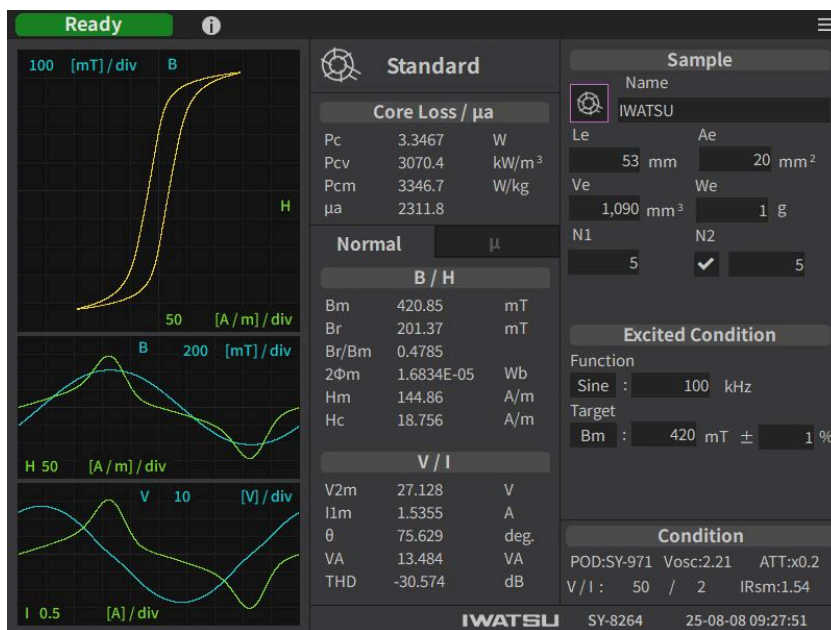 Ready
100 [mT] / div B
H
50 [A / m] / div
B 200 [mT] / div
H 50 [A / m] / div
V 10 [V] / div
I 0.5 [A] / div
Standard
Core Loss / µa
Pc 3.3467 W
Pcv 3070.4 kW/m³
Pcm 3346.7 W/kg
µa 2311.8
Normal µ
B / H
Bm 420.85 mT
Br 201.37 mT
Br/Bm 0.4785
2Φm 1.6834E-05 Wb
Hm 144.86 A/m
Hc 18.756 A/m
V / I
V2m 27.128 V
I1m 1.5355 A
θ 75.629 deg.
VA 13.484 VA
THD -30.574 dB
Sample
Name
IWATSU
Le Ae
53 mm 20 mm²
Ve We
1,090 mm³ 1 g
N1 N2
5 5
Excited Condition
Function
Sine : 100 kHz
Target
Bm : 420 mT ± 1 %
Condition
POD:SY-971 Vosc:2.21 ATT:x0.2
V / I : 50 / 2 IRsm:1.54
IWATSU SY-8264 25-08-08 09:27:51